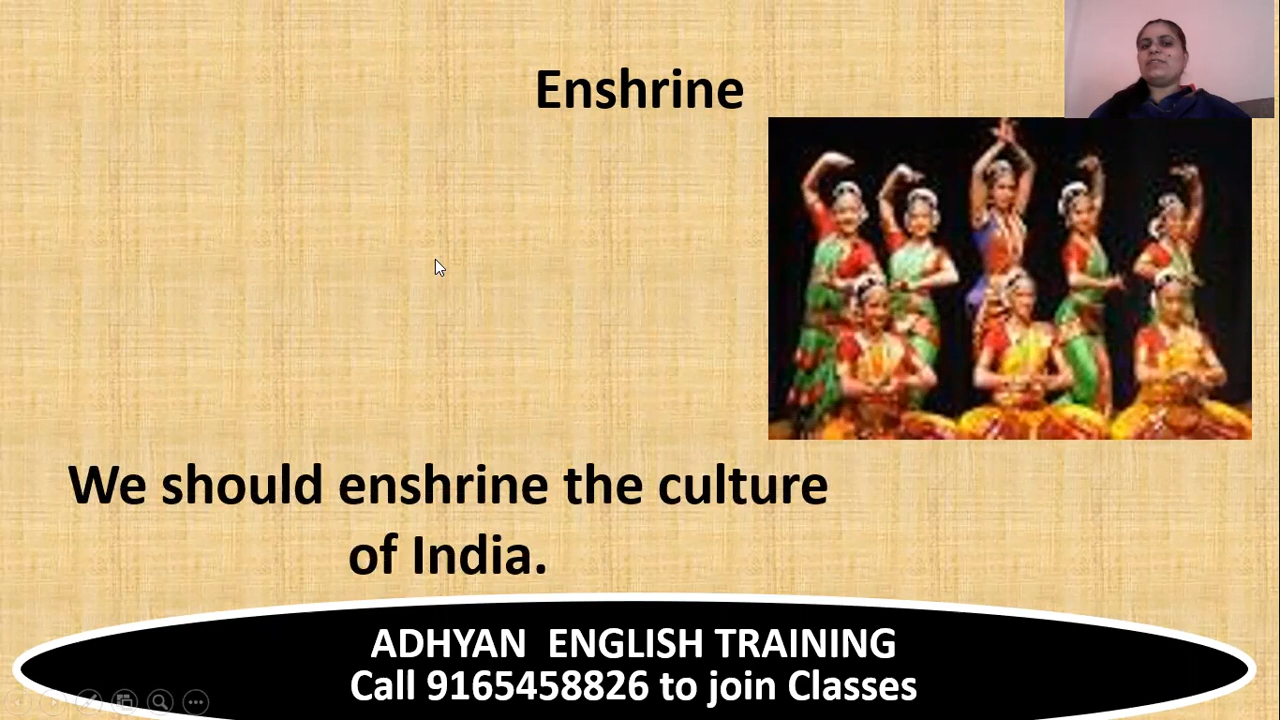 Enshrine
We should enshrine the culture
of India.
ADHYAN ENGLISH TRAINING
Call 9165458826 to join Classes